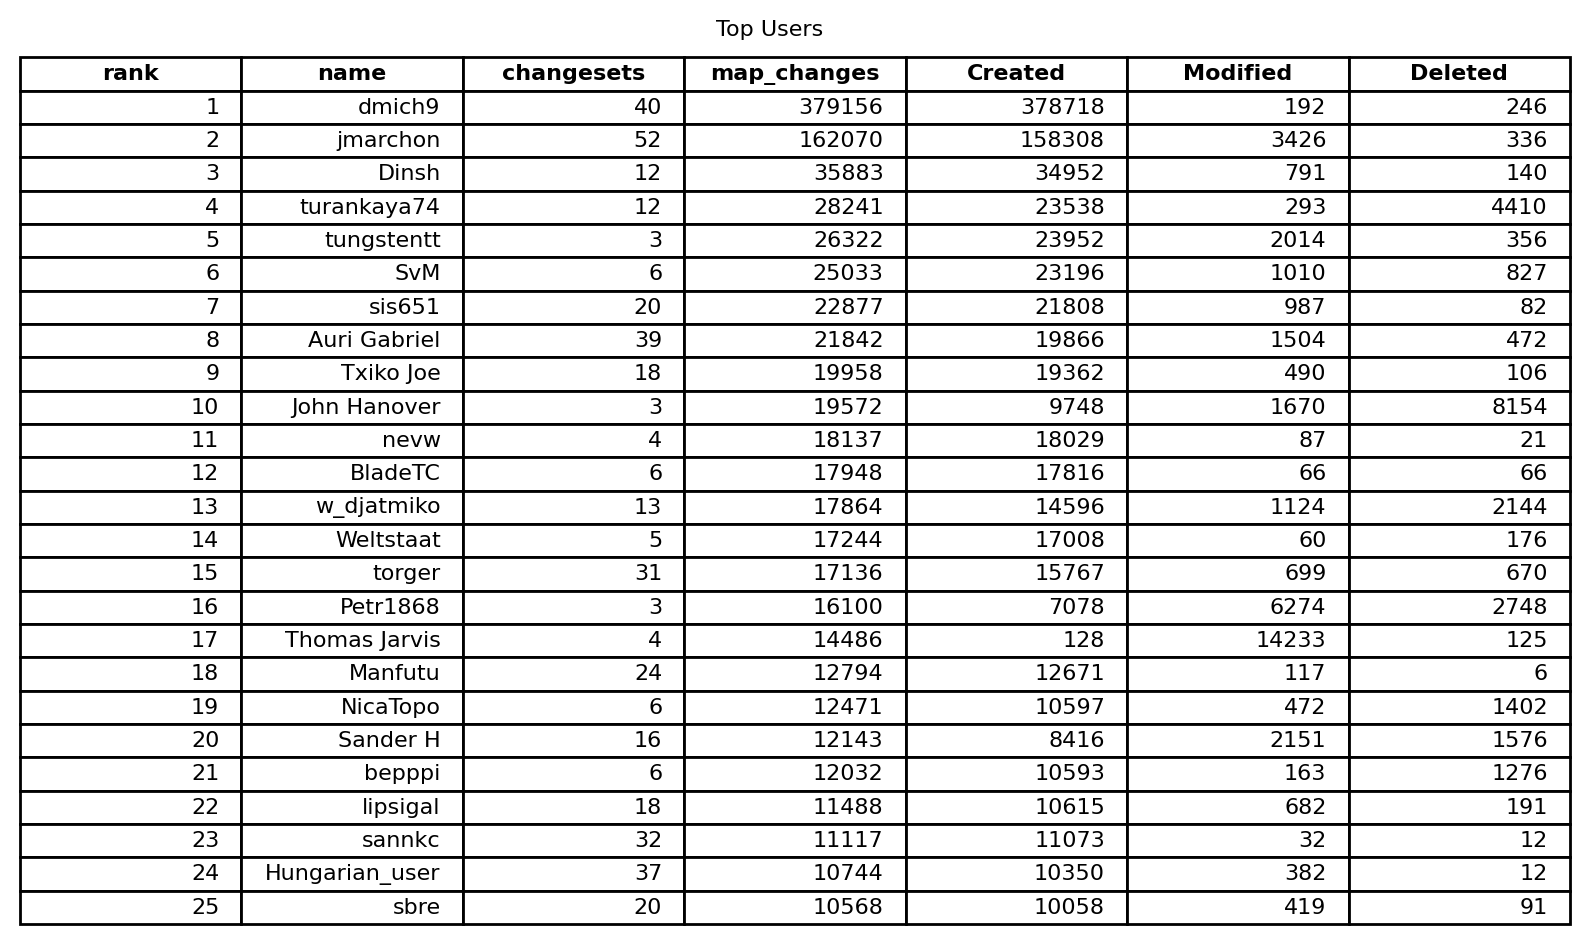 Top Users
rank name changesets map_changes Created Modified Deleted
1 dmich9 40 379156 378718 192 246
2 jmarchon 52 162070 158308 3426 336
3 Dinsh 12 35883 34952 791 140
4 turankaya74 12 28241 23538 293 4410
5 tungstentt 3 26322 23952 2014 356
6 SvM 6 25033 23196 1010 827
7 sis651 20 22877 21808 987 82
8 Auri Gabriel 39 21842 19866 1504 472
9 Txiko Joe 18 19958 19362 490 106
10 John Hanover 3 19572 9748 1670 8154
11 nevw 4 18137 18029 87 21
12 BladeTC 6 17948 17816 66 66
13 w_djatmiko 13 17864 14596 1124 2144
14 Weltstaat 5 17244 17008 60 176
15 torger 31 17136 15767 699 670
16 Petr1868 3 16100 7078 6274 2748
17 Thomas Jarvis 4 14486 128 14233 125
18 Manfutu 24 12794 12671 117 6
19 NicaTopo 6 12471 10597 472 1402
20 Sander H 16 12143 8416 2151 1576
21 bepppi 6 12032 10593 163 1276
22 lipsigal 18 11488 10615 682 191
23 sannkc 32 11117 11073 32 12
24 Hungarian_user 37 10744 10350 382 12
25 sbre 20 10568 10058 419 91